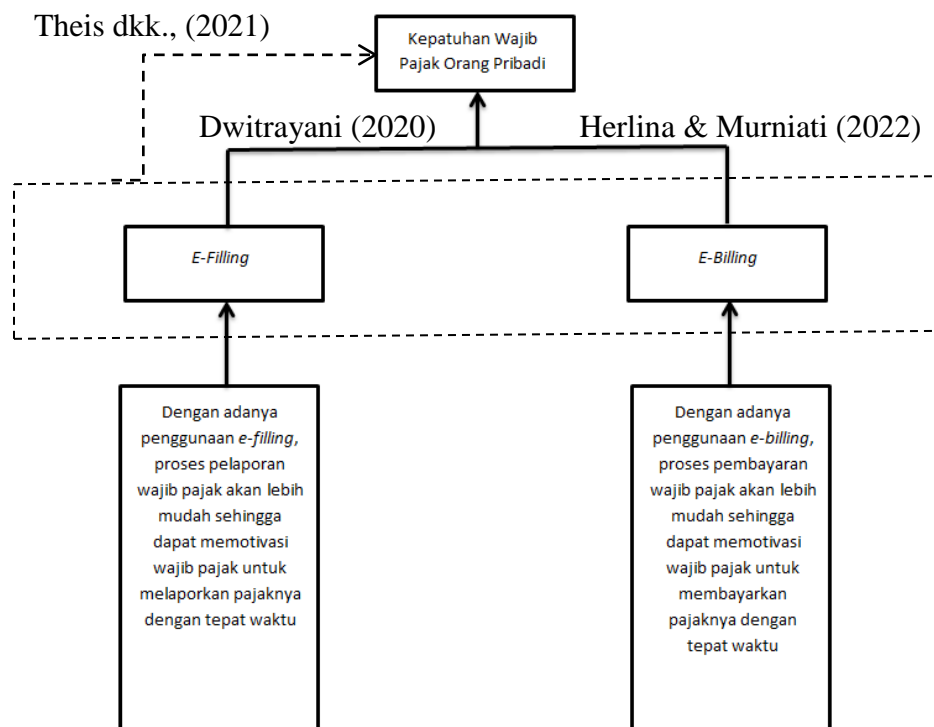 Theis dkk., (2021)
Kepatuhan Wajib
Pajak Orang Pribadi
Dwitrayani (2020)
Herlina & Murniati (2022)
E-Filling
E-Billing
Dengan adanya
penggunaan e-filling,
proses pelaporan
wajib pajak akan lebih
mudah sehingga
dapat memotivasi
wajib pajak untuk
melaporkan pajaknya
dengan tepat waktu
Dengan adanya
penggunaan e-billing,
proses pembayaran
wajib pajak akan lebih
mudah sehingga
dapat memotivasi
wajib pajak untuk
membayarkan
pajaknya dengan
tepat waktu